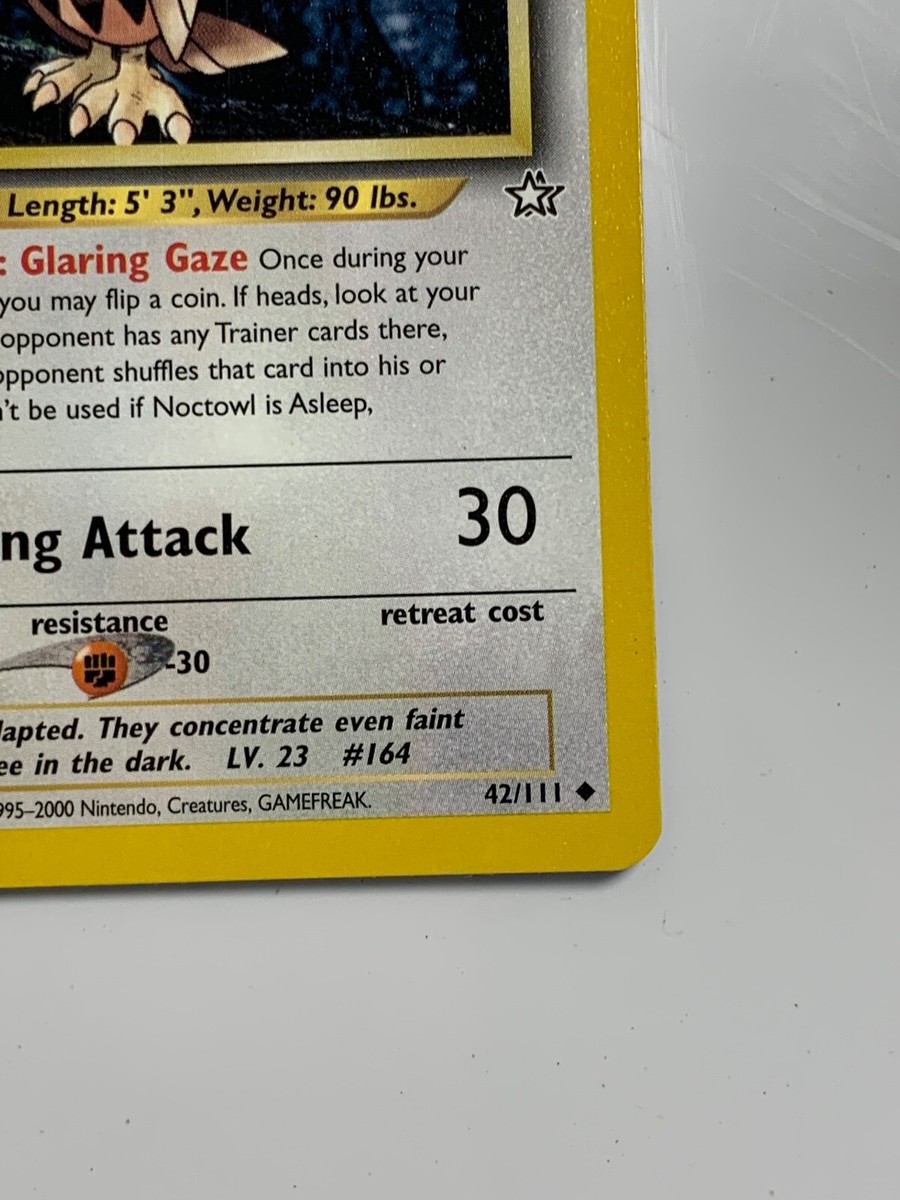 Length: 5' 3", Weight: 90 lbs.
: Glaring Gaze Once during your
you may flip a coin. If heads, look at your
opponent has any Trainer cards there,
opponent shuffles that card into his or
't be used if Noctowl is Asleep,
ng Attack 30
resistance retreat cost
-30
lapted. They concentrate even faint
ee in the dark. LV. 23 #164
995–2000 Nintendo, Creatures, GAMEFREAK. 42/111